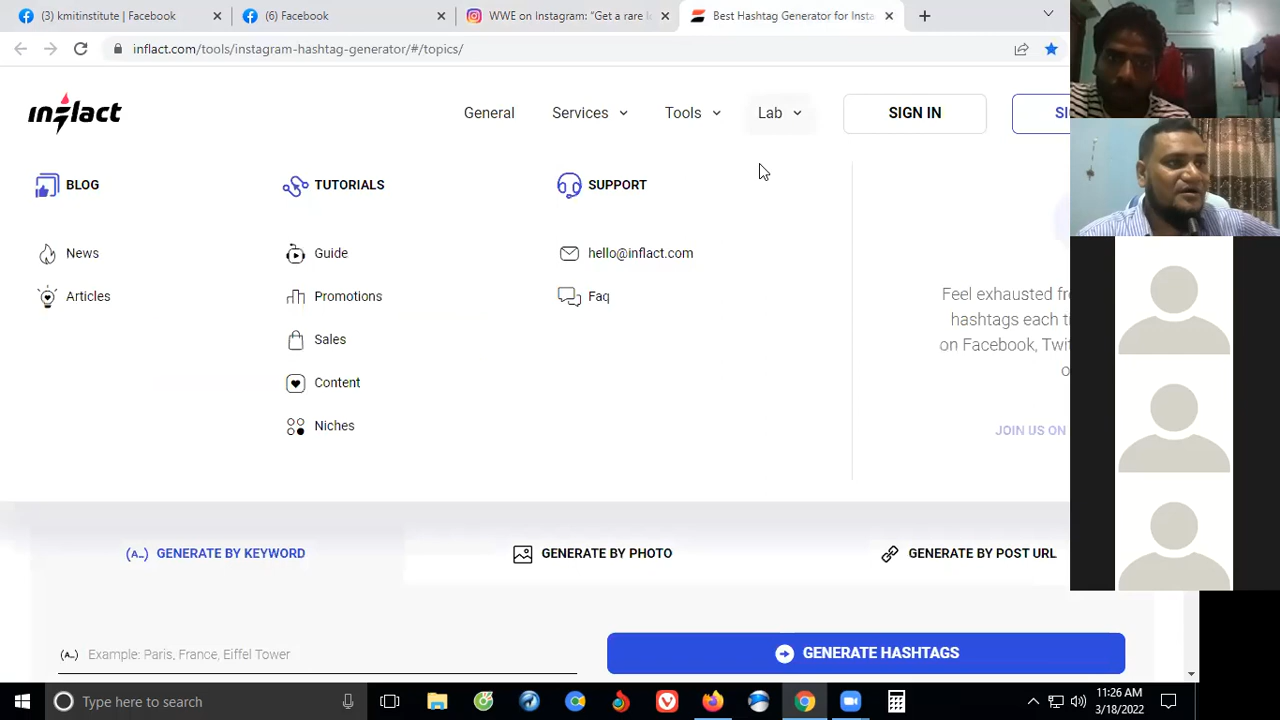 (3) kmitinstitute | Facebook
(6) Facebook
WWE on Instagram: "Get a rare l
Best Hashtag Generator for Insta
inflact.com/tools/instagram-hashtag-generator/#/topics/
inflact
General
Services
Tools
Lab
SIGN IN
BLOG
TUTORIALS
SUPPORT
News
Guide
hello@inflact.com
Articles
Promotions
Faq
Sales
Content
Niches
Feel exhausted
hashtags each
on Facebook,
JOIN US ON
GENERATE BY KEYWORD
GENERATE BY PHOTO
GENERATE BY POST URL
Example: Paris, France, Eiffel Tower
GENERATE HASHTAGS
Type here to search
11:26 AM
3/18/2022